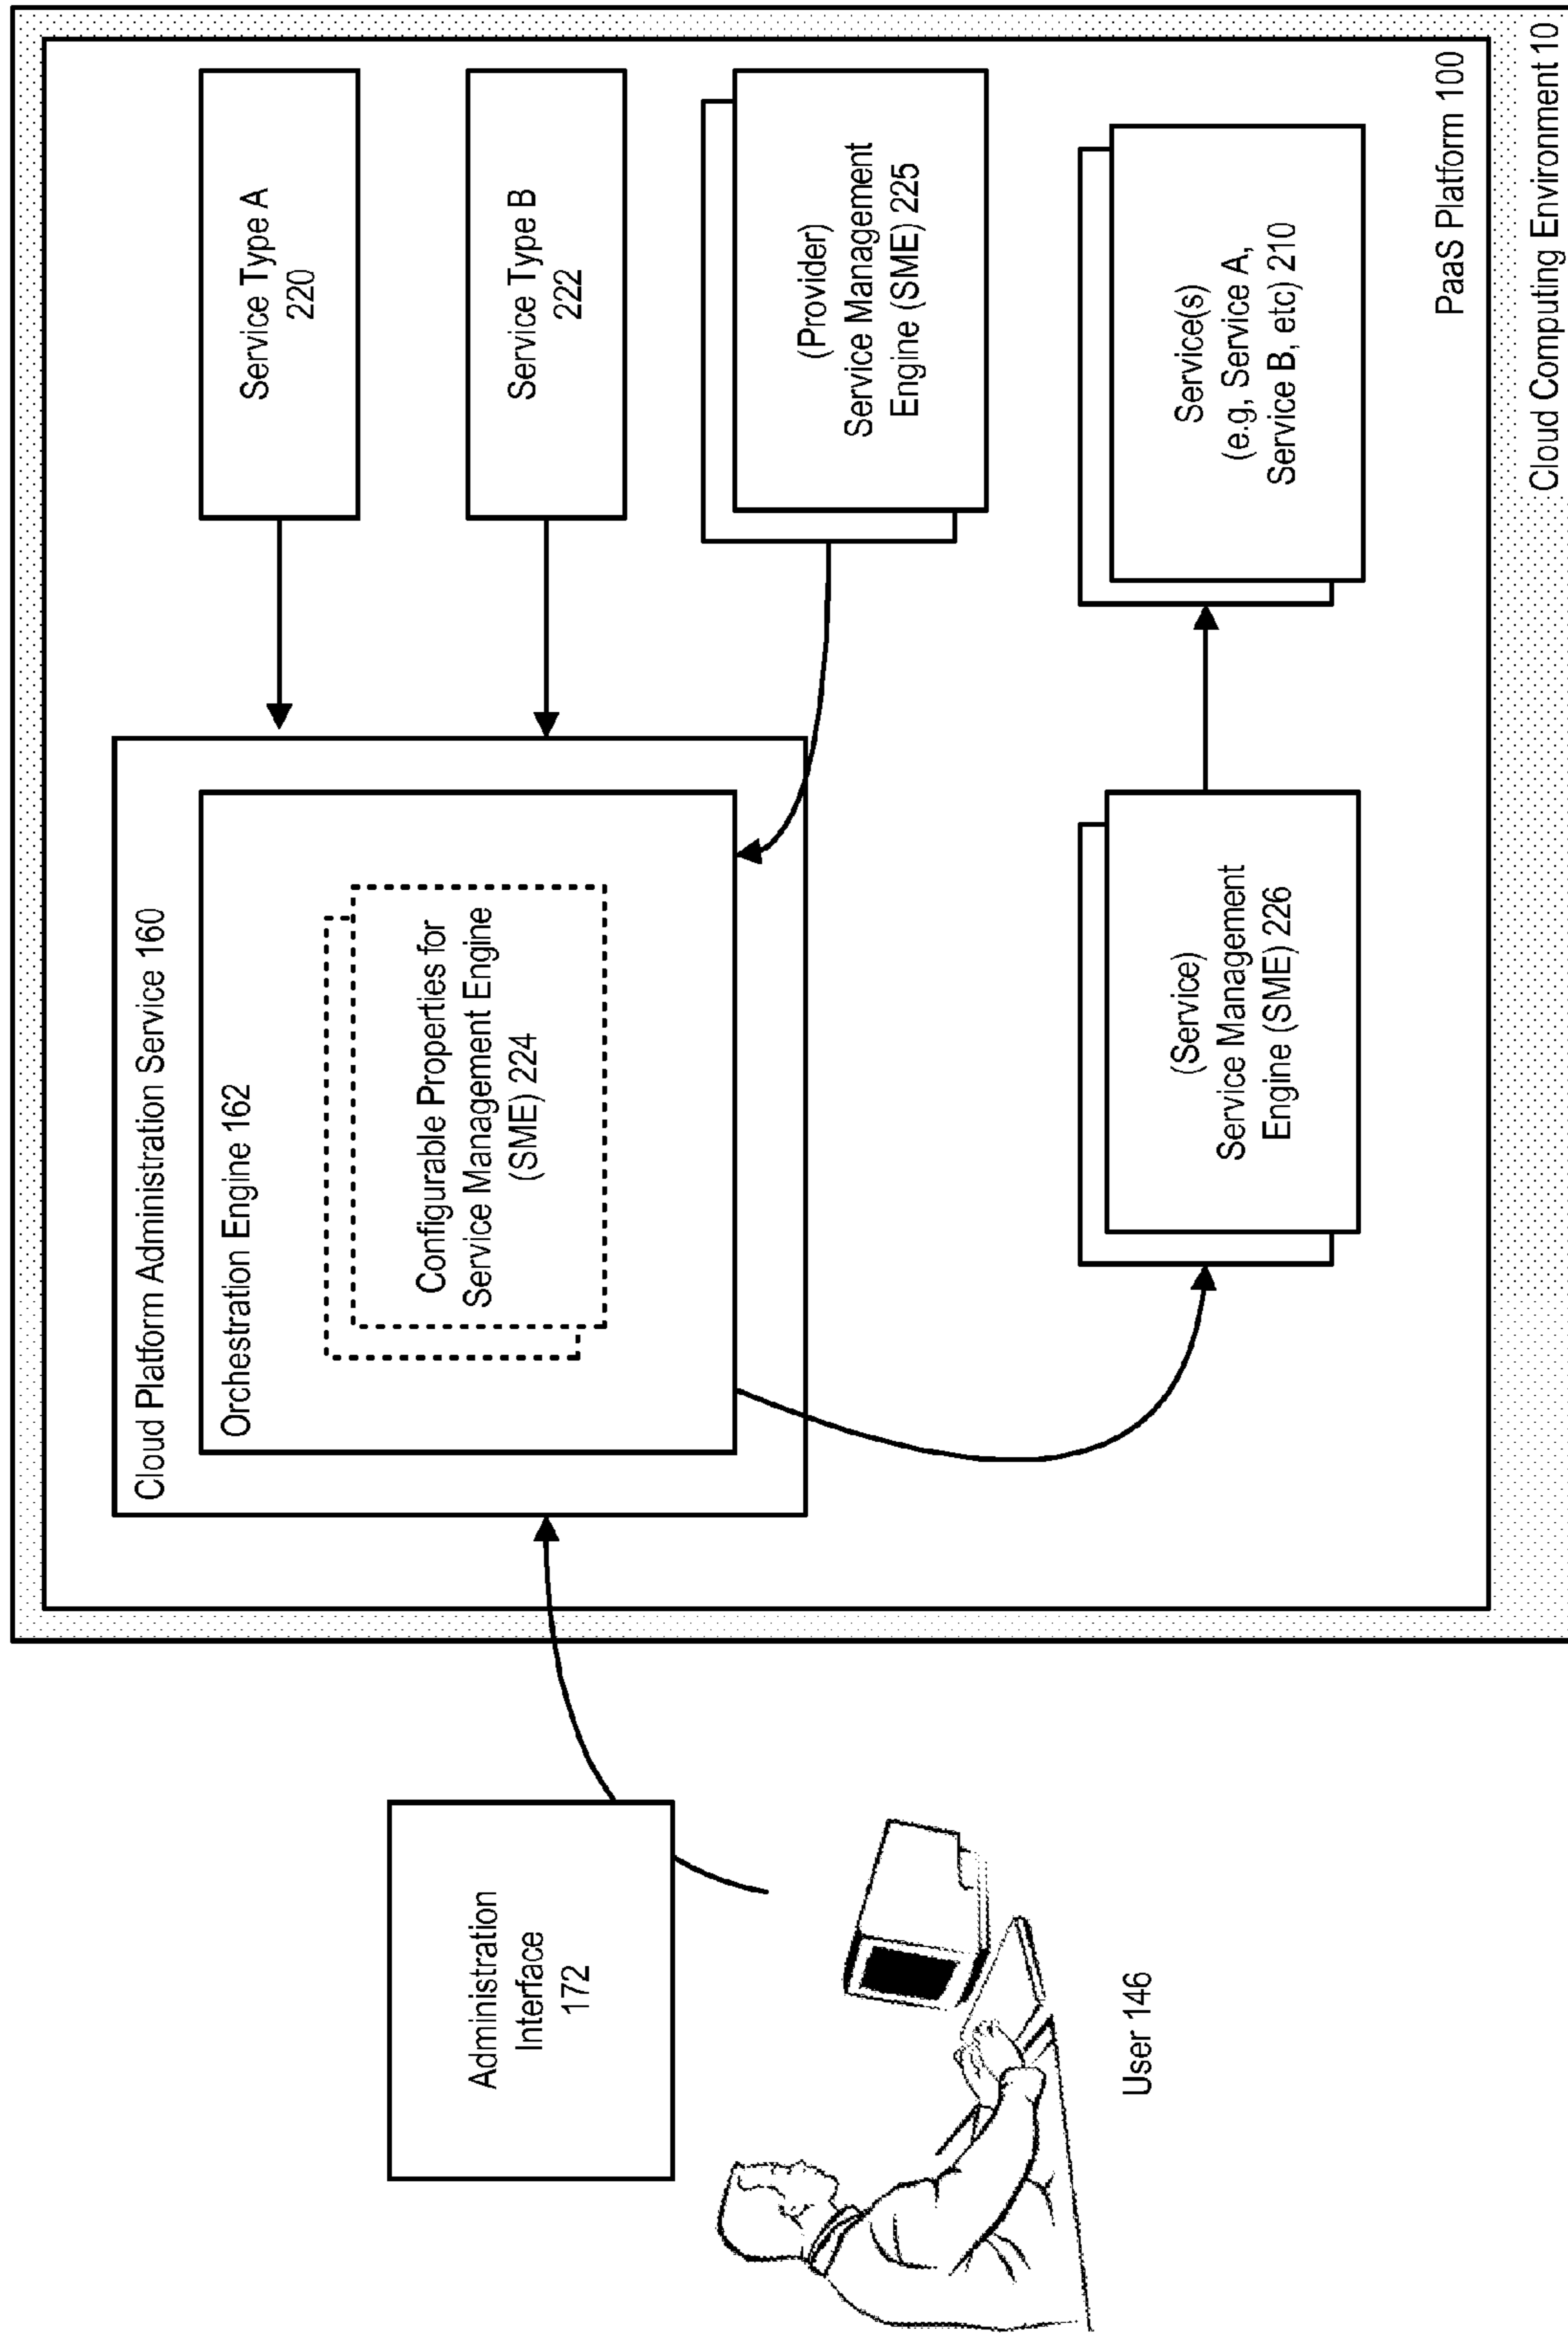 Cloud Platform Administration Service 160
Orchestration Engine 162
Configurable Properties for
Service Management Engine
(SME) 224
Service Type A
220
Service Type B
222
(Provider)
Service Management
Engine (SME) 225
Administration
Interface
172
User 146
(Service)
Service Management
Engine (SME) 226
Service(s)
(e.g, Service A,
Service B, etc) 210
PaaS Platform 100
Cloud Computing Environment 10